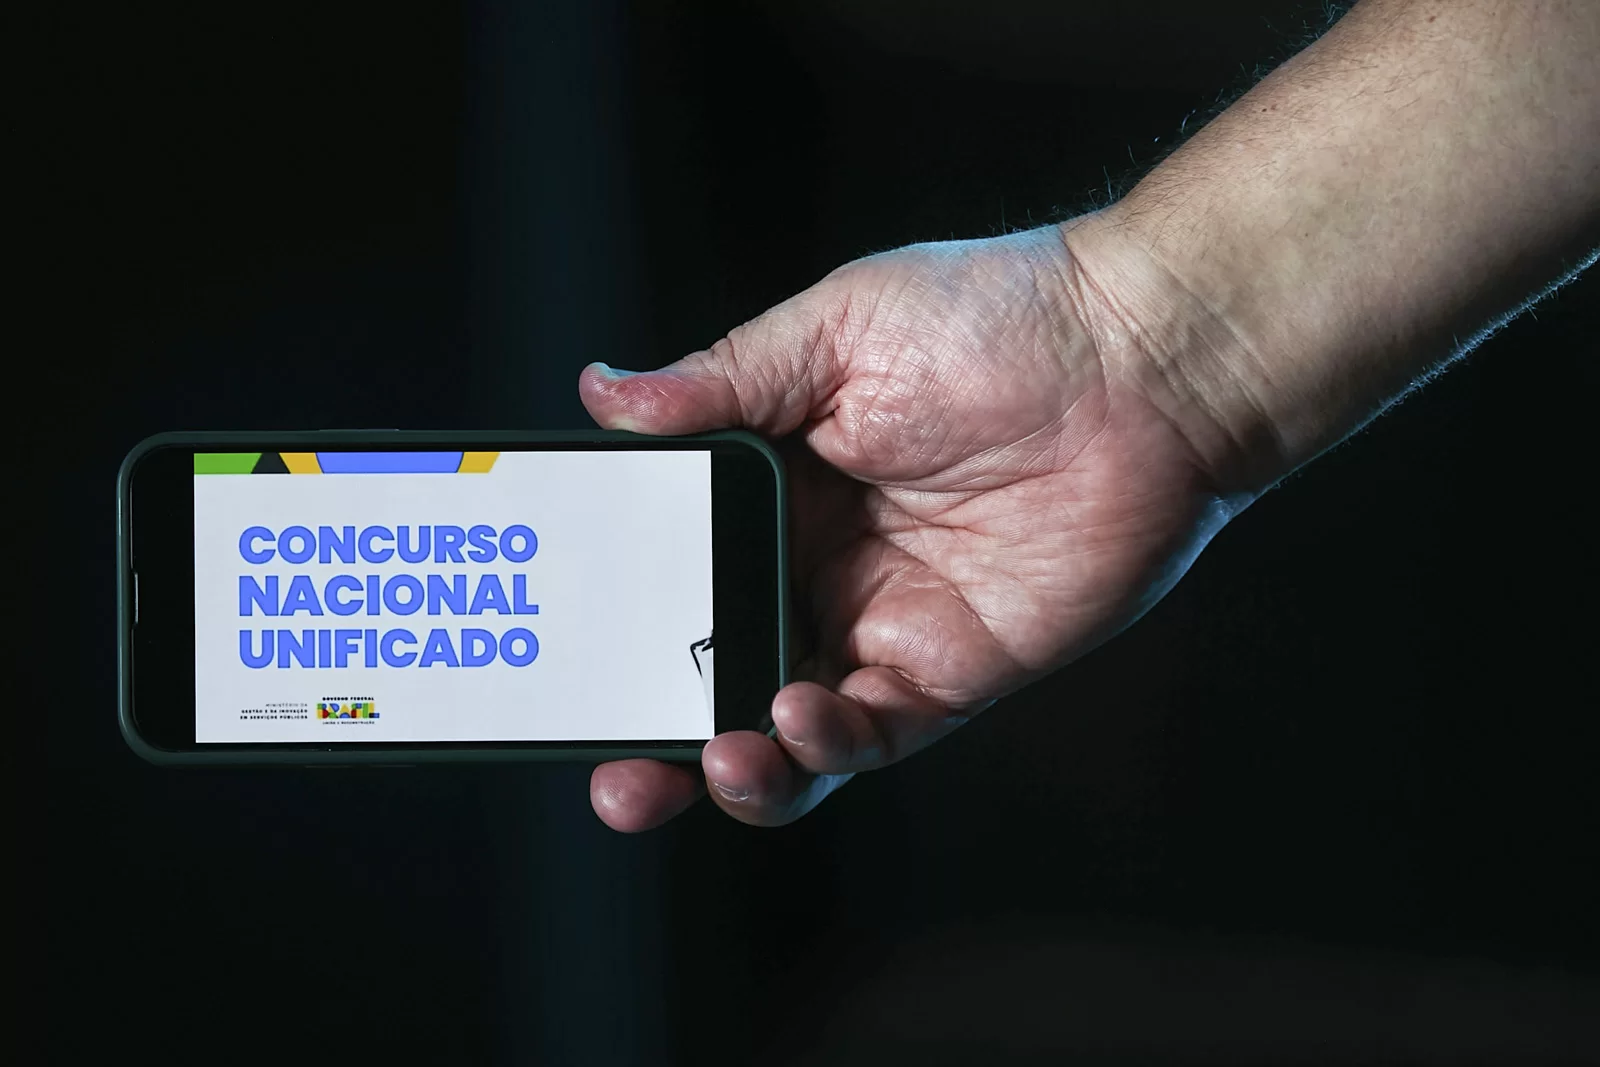 CONCURSO
NACIONAL
UNIFICADO
MINISTÉRIO DA
GESTÃO E DA INOVAÇÃO
EM SERVIÇOS PÚBLICOS
GOVERNO FEDERAL
BRASIL
UNIÃO E RECONSTRUÇÃO